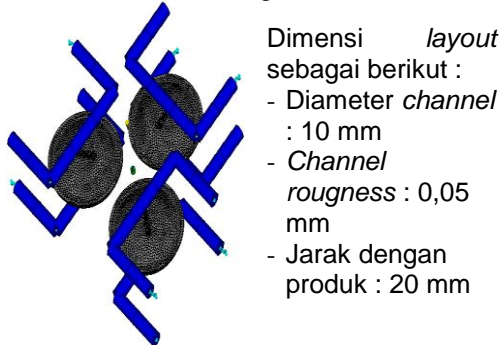 Dimensi layout
sebagai berikut :
- Diameter channel
: 10 mm
- Channel
rougness : 0,05
mm
- Jarak dengan
produk : 20 mm